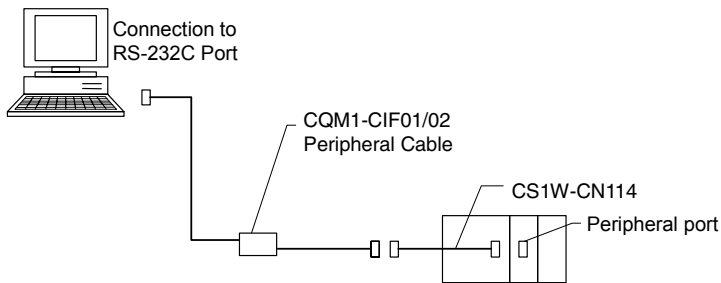 Connection to
RS-232C Port
CQM1-CIF01/02
Peripheral Cable
CS1W-CN114
Peripheral port